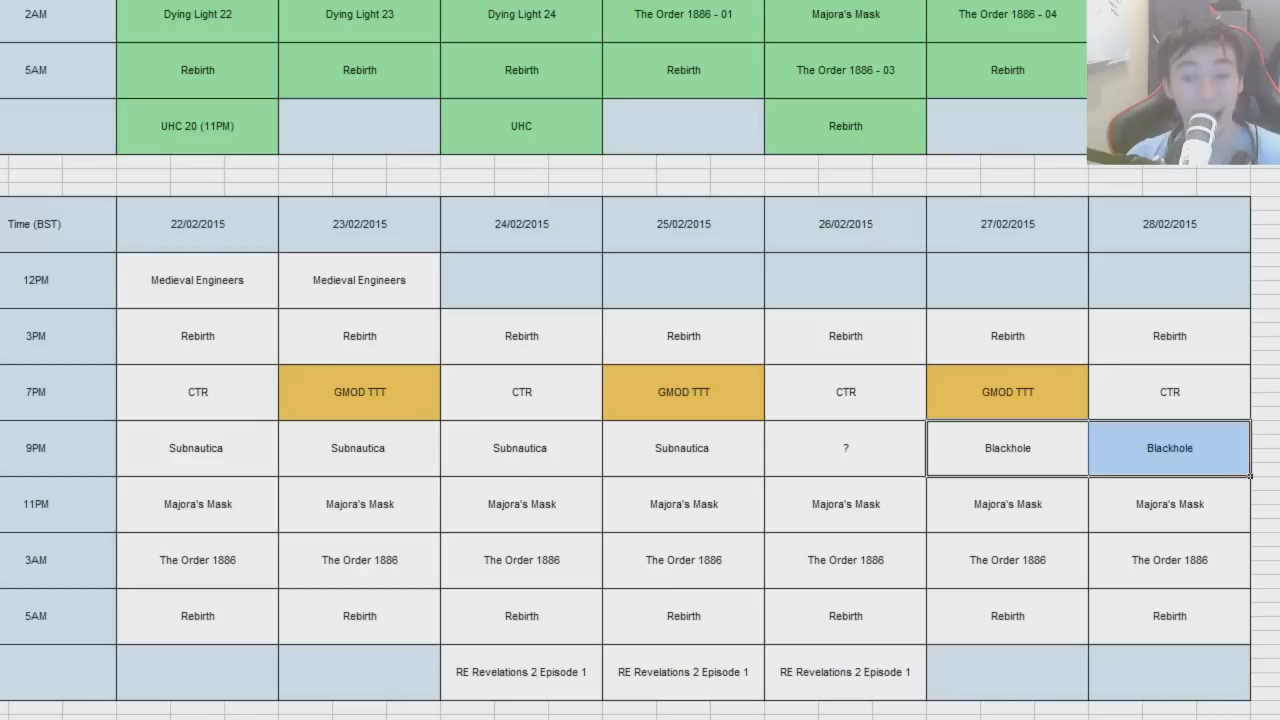 2AM Dying Light 22 Dying Light 23 Dying Light 24 The Order 1886 - 01 Majora's Mask The Order 1886 - 04
5AM Rebirth Rebirth Rebirth Rebirth The Order 1886 - 03 Rebirth
UHC 20 (11PM) UHC Rebirth
Time (BST) 22/02/2015 23/02/2015 24/02/2015 25/02/2015 26/02/2015 27/02/2015 28/02/2015
12PM Medieval Engineers Medieval Engineers
3PM Rebirth Rebirth Rebirth Rebirth Rebirth Rebirth Rebirth
7PM CTR GMOD TTT CTR GMOD TTT CTR GMOD TTT CTR
9PM Subnautica Subnautica Subnautica Subnautica ? Blackhole Blackhole
11PM Majora's Mask Majora's Mask Majora's Mask Majora's Mask Majora's Mask Majora's Mask Majora's Mask
3AM The Order 1886 The Order 1886 The Order 1886 The Order 1886 The Order 1886 The Order 1886 The Order 1886
5AM Rebirth Rebirth Rebirth Rebirth Rebirth Rebirth Rebirth
RE Revelations 2 Episode 1 RE Revelations 2 Episode 1 RE Revelations 2 Episode 1